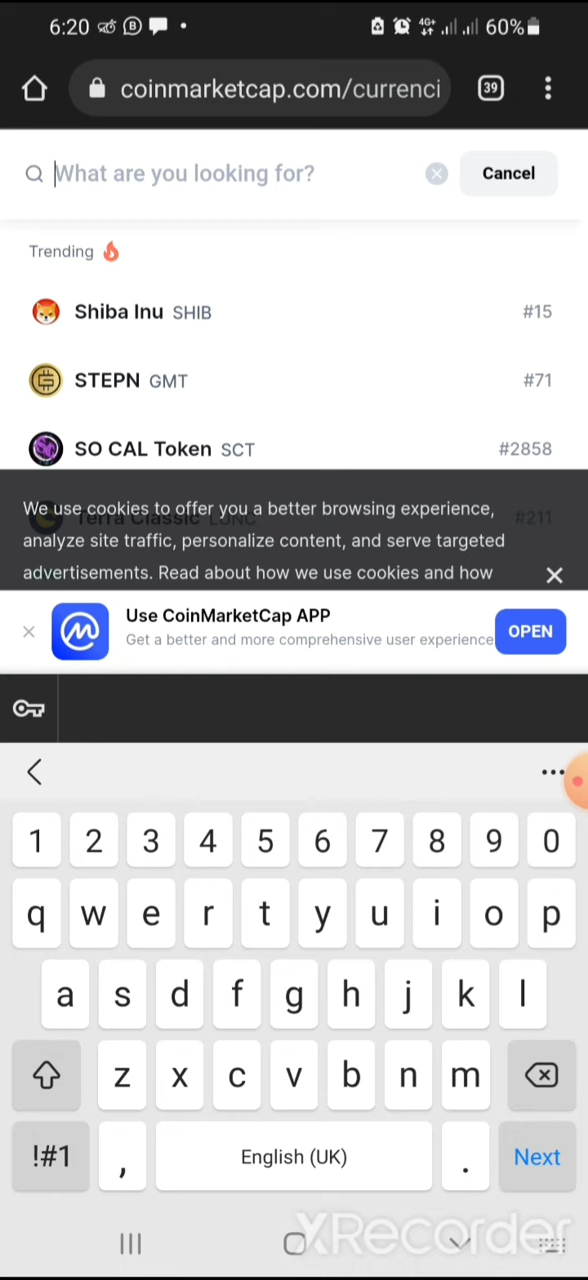 6:20 4G+ 60%
coinmarketcap.com/currenci 39
What are you looking for? Cancel
Trending
Shiba Inu SHIB #15
STEPN GMT #71
SO CAL Token SCT #2858
Terra Classic LUNC #211
We use cookies to offer you a better browsing experience,
analyze site traffic, personalize content, and serve targeted
advertisements. Read about how we use cookies and how
Use CoinMarketCap APP
Get a better and more comprehensive user experience
OPEN
1 2 3 4 5 6 7 8 9 0
q w e r t y u i o p
a s d f g h j k l
z x c v b n m
!#1 , English (UK) . Next
XRecorder